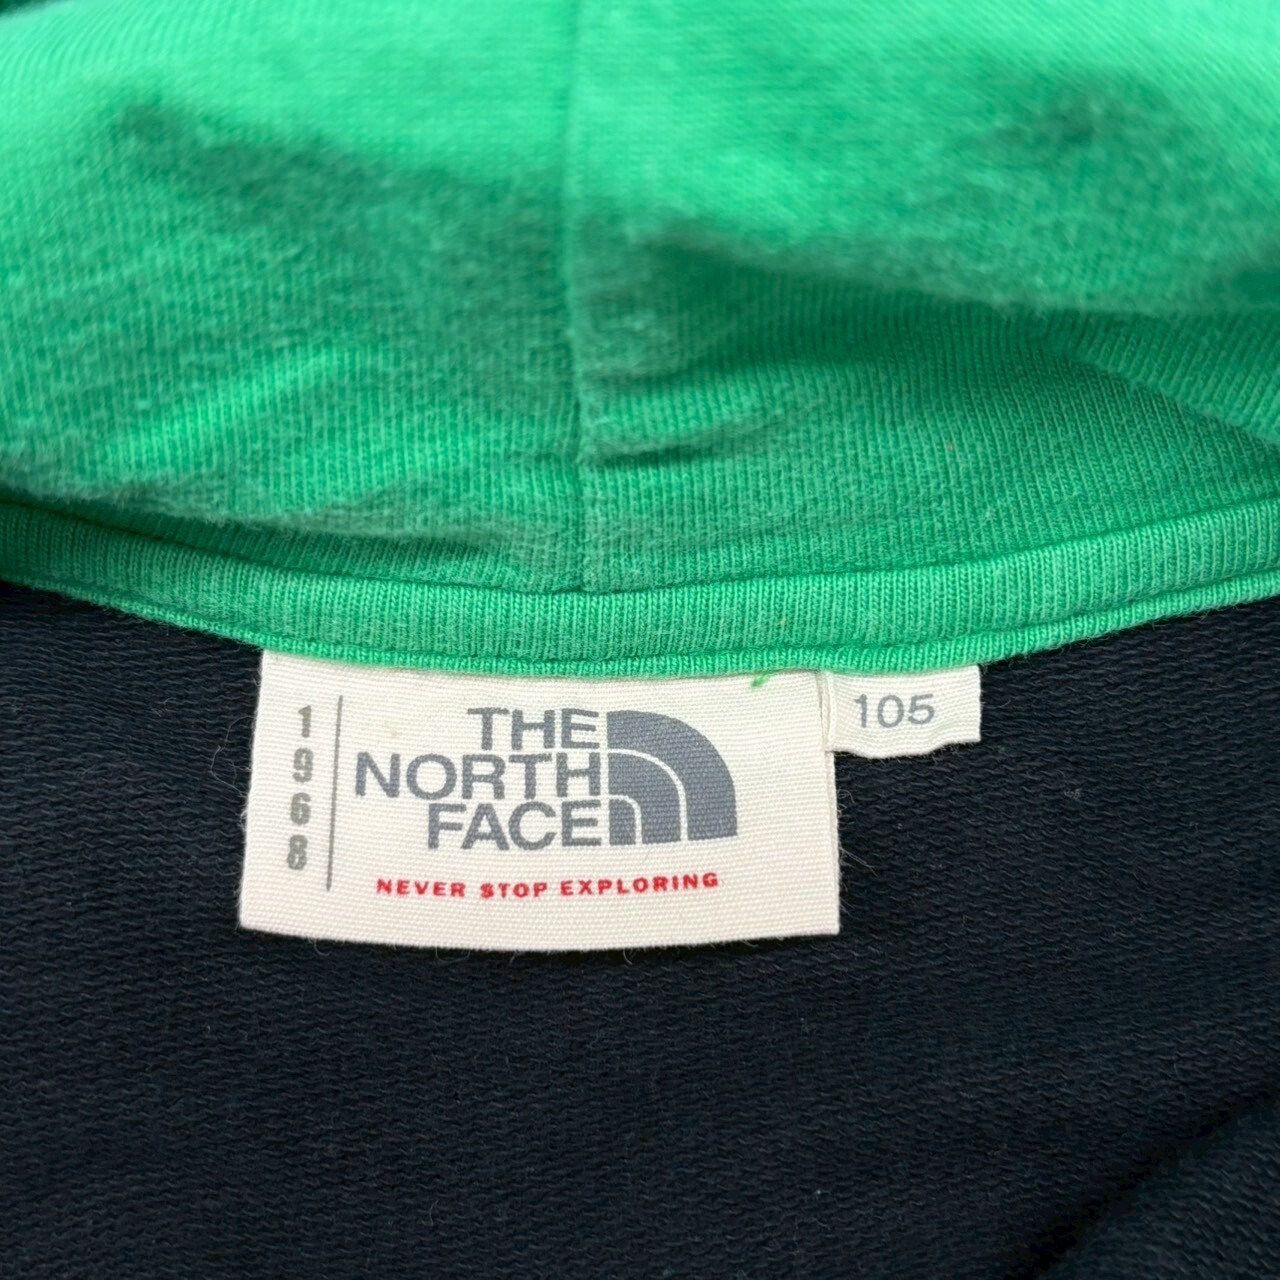 1968
THE
NORTH
FACE
NEVER STOP EXPLORING
105